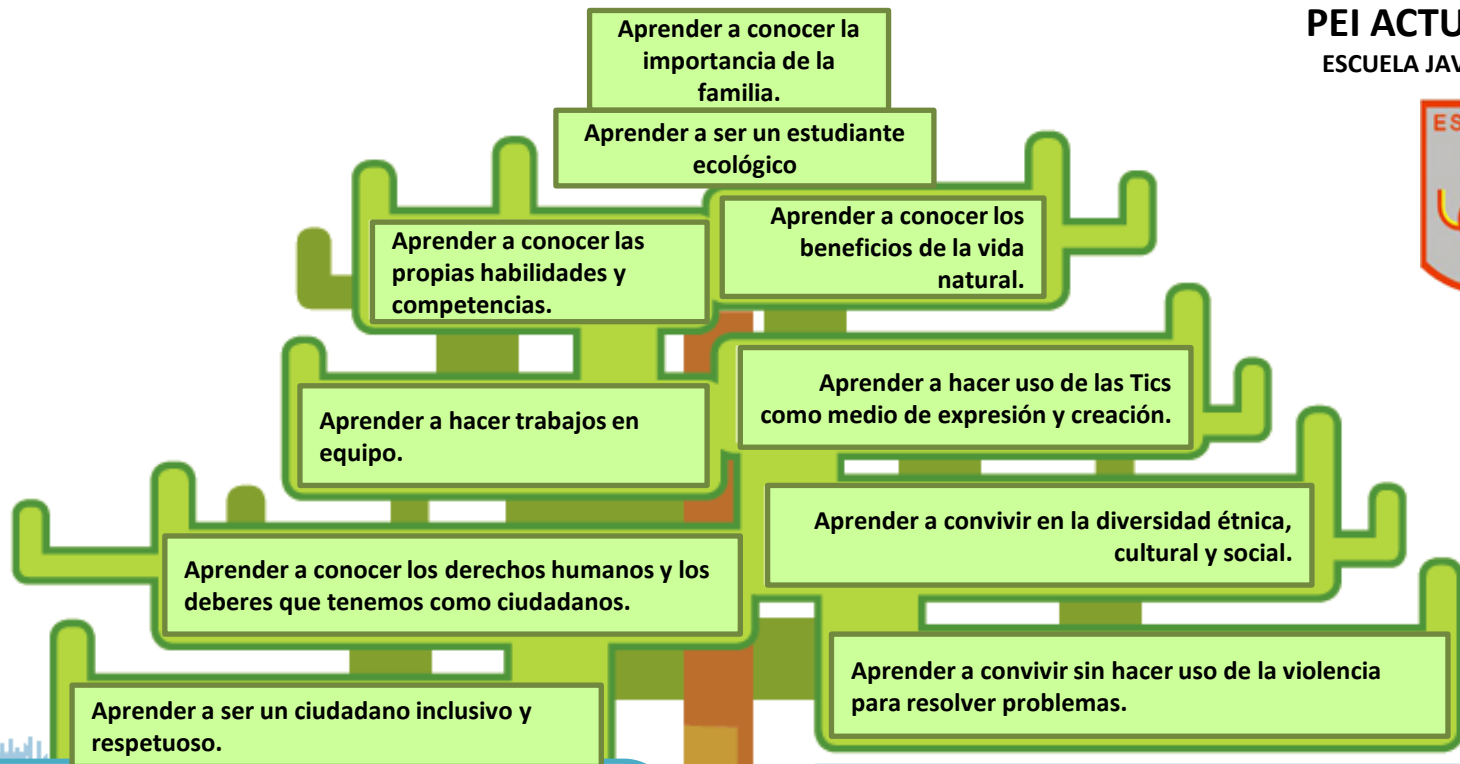 Aprender a conocer la
importancia de la
familia.
PEI ACTU
ESCUELA JAV
ES
Aprender a ser un estudiante
ecológico
Aprender a conocer las
propias habilidades y
competencias.
Aprender a conocer los
beneficios de la vida
natural.
Aprender a hacer trabajos en
equipo.
Aprender a hacer uso de las Tics
como medio de expresión y creación.
Aprender a conocer los derechos humanos y los
deberes que tenemos como ciudadanos.
Aprender a convivir en la diversidad étnica,
cultural y social.
Aprender a ser un ciudadano inclusivo y
respetuoso.
Aprender a convivir sin hacer uso de la violencia
para resolver problemas.